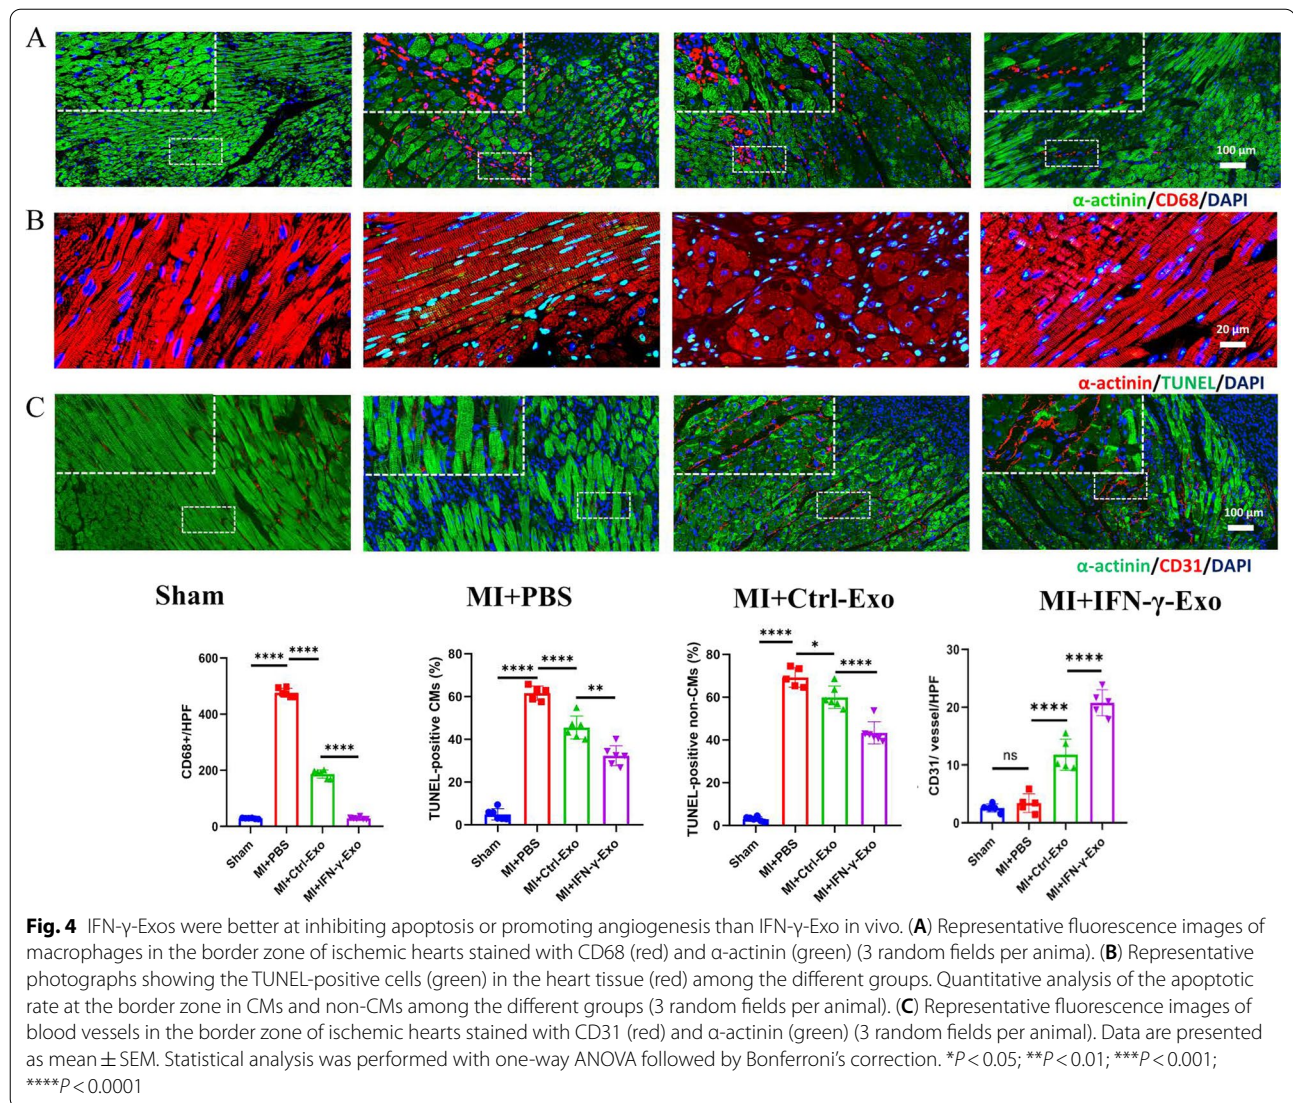 A
100 μm
α-actinin/CD68/DAPI
B
20 μm
α-actinin/TUNEL/DAPI
C
100 μm
α-actinin/CD31/DAPI
Sham
MI+PBS
MI+Ctrl-Exo
MI+IFN-γ-Exo
CD68+/HPF
600
400
200
0
****
****
****
Sham
MI+PBS
MI+Ctrl-Exo
MI+IFN-γ-Exo
TUNEL-positive CMs (%)
80
60
40
20
0
****
****
**
Sham
MI+PBS
MI+Ctrl-Exo
MI+IFN-γ-Exo
TUNEL-positive non-CMs (%)
80
60
40
20
0
****
*
****
Sham
MI+PBS
MI+Ctrl-Exo
MI+IFN-γ-Exo
CD31/ vessel/HPF
30
20
10
0
ns
****
****
Sham
MI+PBS
MI+Ctrl-Exo
MI+IFN-γ-Exo
Fig. 4 IFN-γ-Exos were better at inhibiting apoptosis or promoting angiogenesis than IFN-γ-Exo in vivo. (A) Representative fluorescence images of
macrophages in the border zone of ischemic hearts stained with CD68 (red) and α-actinin (green) (3 random fields per anima). (B) Representative
photographs showing the TUNEL-positive cells (green) in the heart tissue (red) among the different groups. Quantitative analysis of the apoptotic
rate at the border zone in CMs and non-CMs among the different groups (3 random fields per animal). (C) Representative fluorescence images of
blood vessels in the border zone of ischemic hearts stained with CD31 (red) and α-actinin (green) (3 random fields per animal). Data are presented
as mean ± SEM. Statistical analysis was performed with one-way ANOVA followed by Bonferroni's correction. *P < 0.05; **P < 0.01; ***P < 0.001;
****P < 0.0001